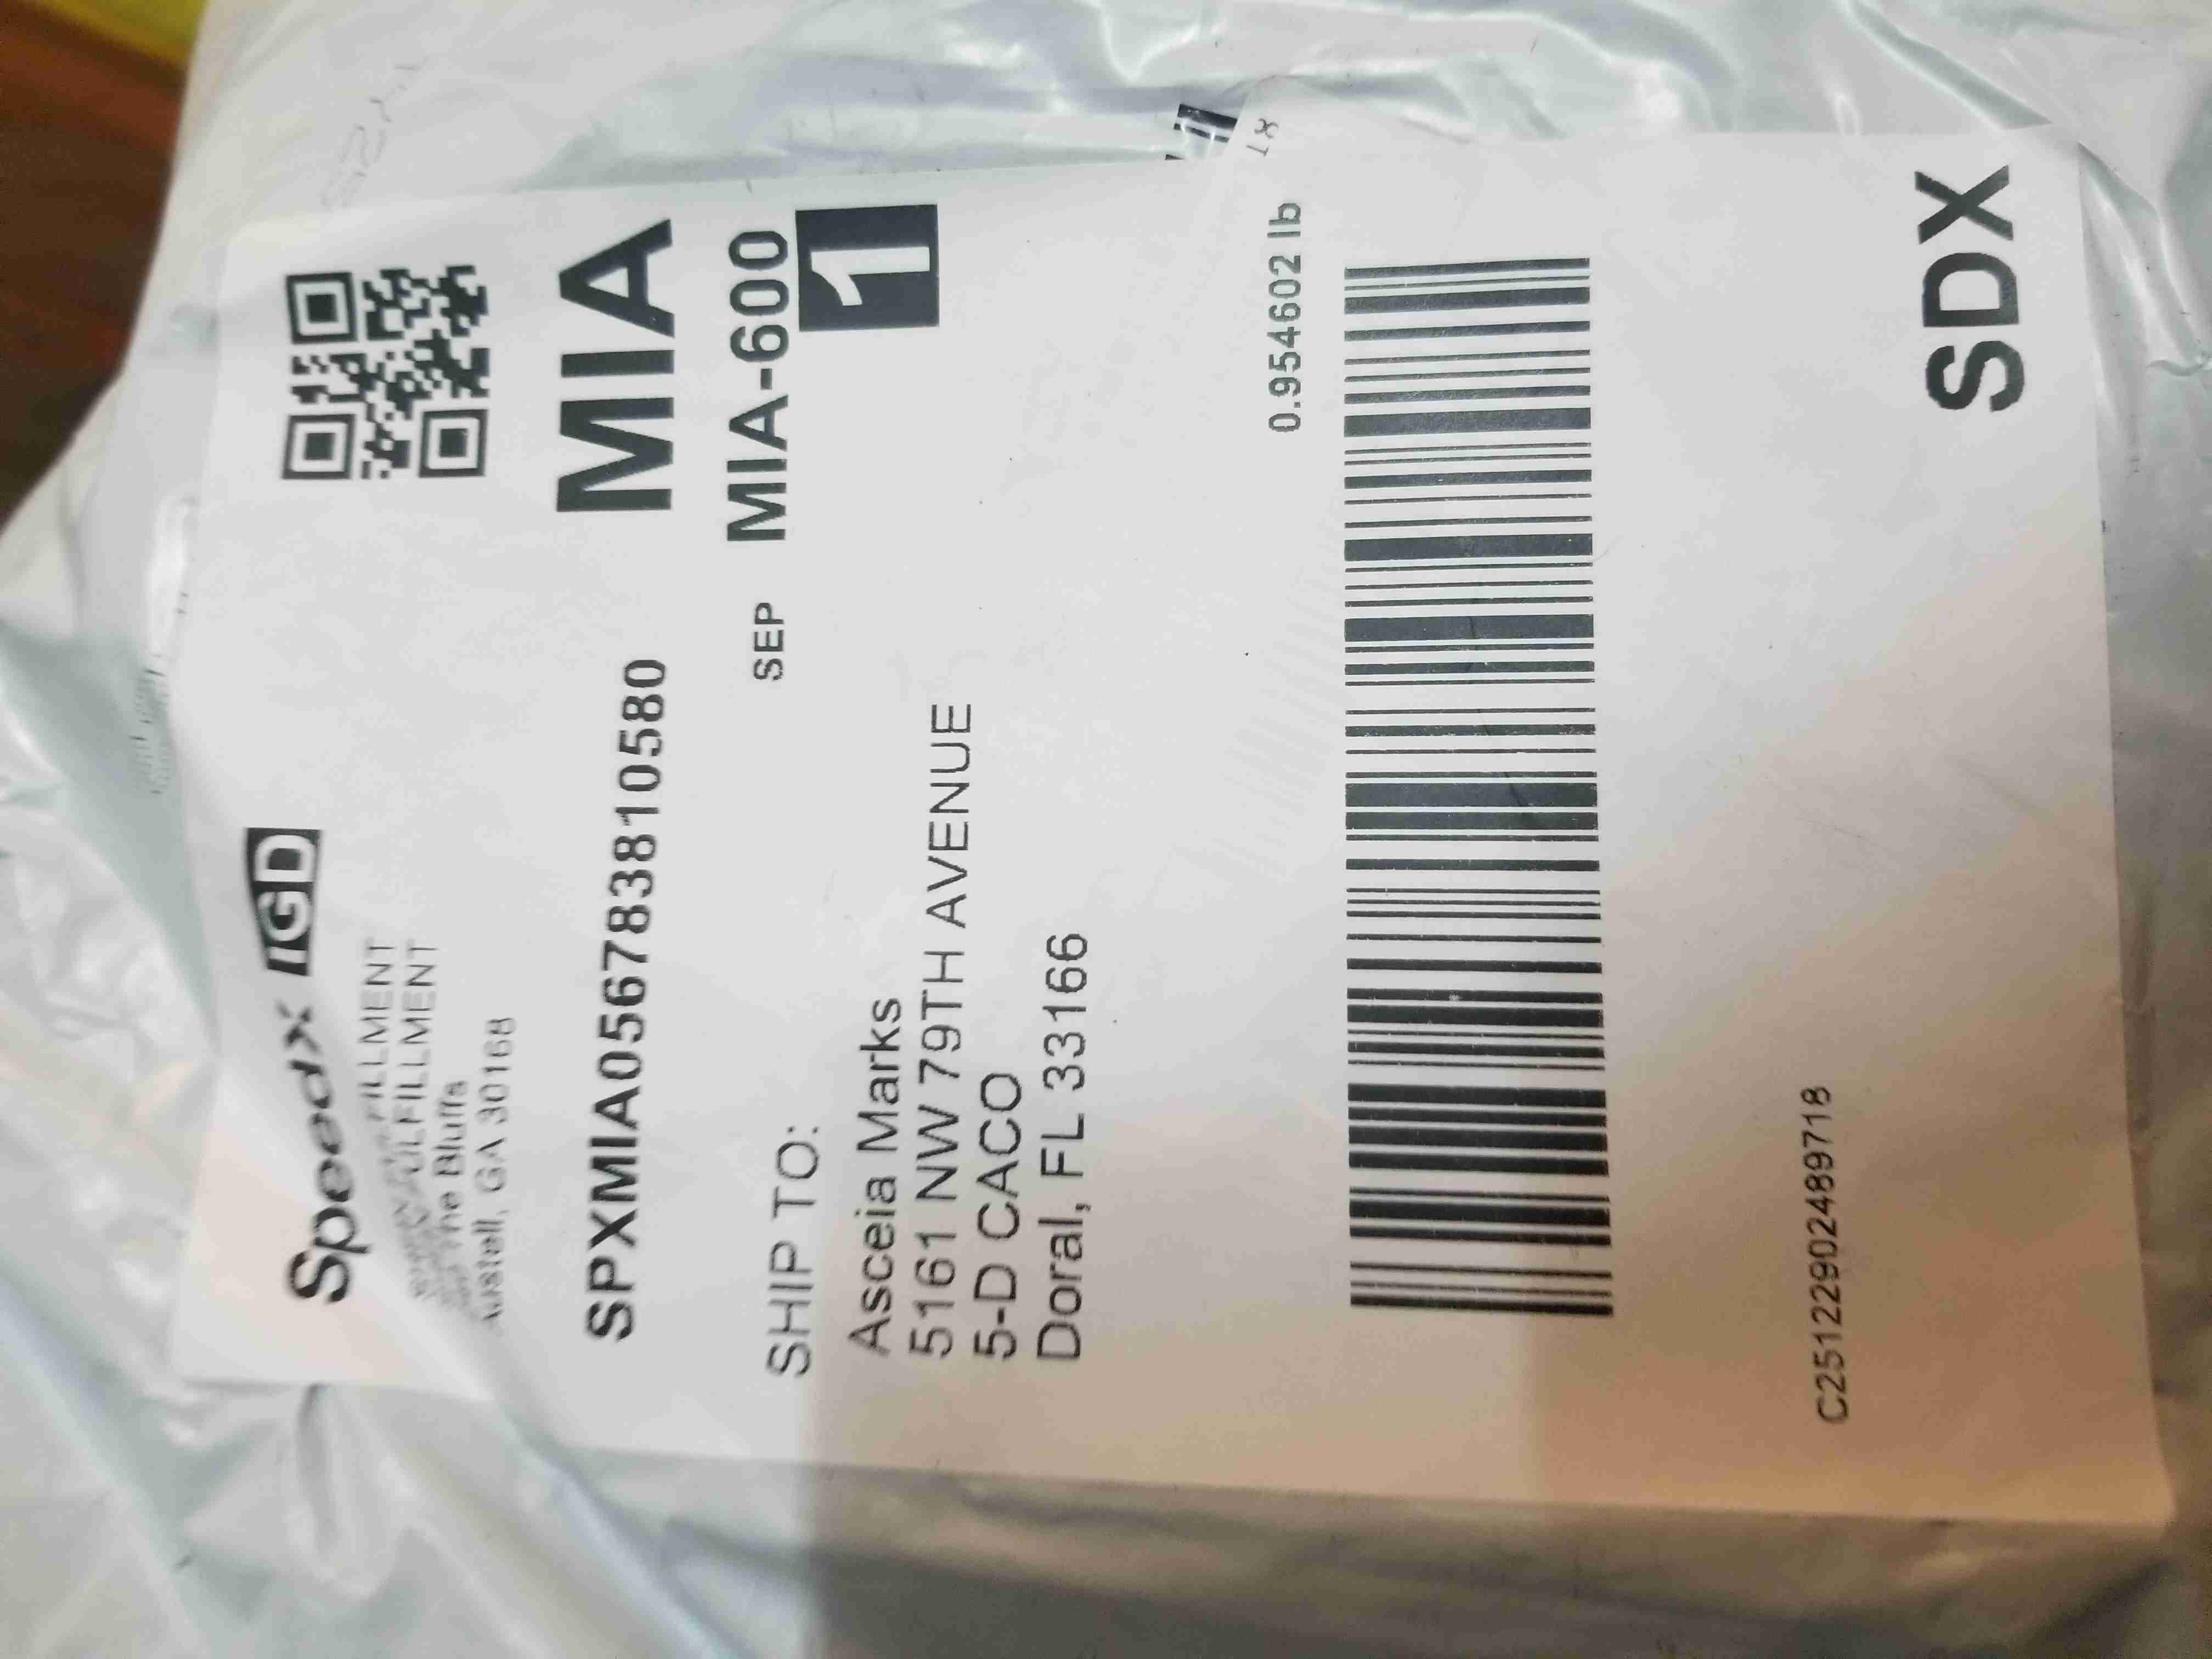 Speedx IGD
FILLMENT
FULFILLMENT
The Bluffs
Austell, GA 30168
SPXMIA056783810580
MIA
SEP MIA-600
1
SHIP TO:
Asceia Marks
5161 NW 79TH AVENUE
5-D CACO
Doral, FL 33166
0.954602 lb
C2512290248971​8
SDX